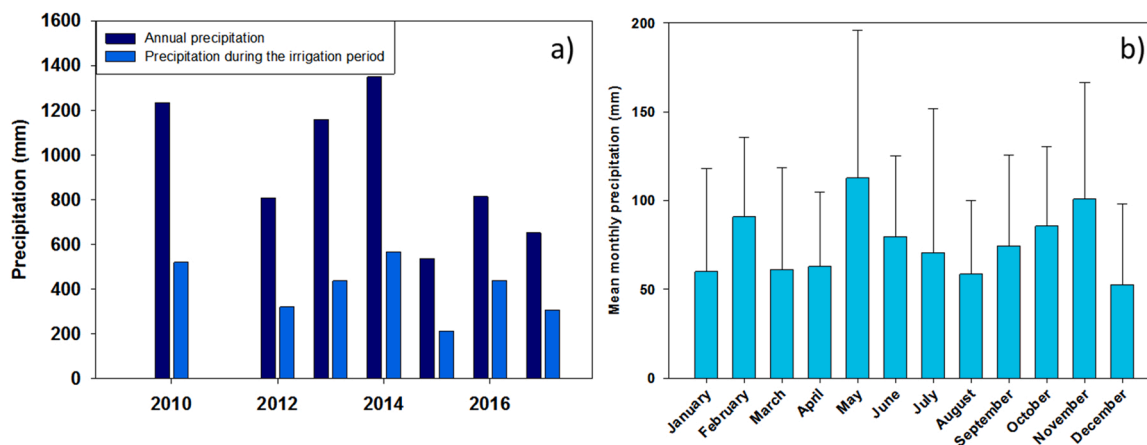 1600
1400
1200
1000
800
600
400
200
0
Precipitation (mm)
Annual precipitation
Precipitation during the irrigation period
a)
2010
2012
2014
2016
200
150
100
50
0
Mean monthly precipitation (mm)
b)
January
February
March
April
May
June
July
August
September
October
November
December